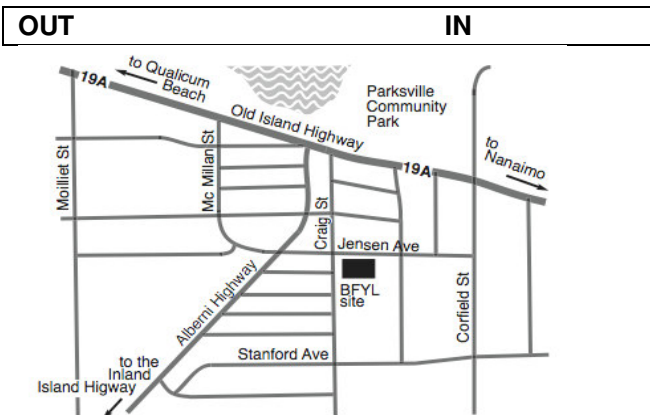 OUT IN
19A
to Qualicum
Beach
Old Island Highway
Parksville
Community
Park
to
Nanaimo
19A
Moilliet St
Mc Millan St
Craig St
Jensen Ave
BFYL
site
Corfield St
Alberni Highway
Stanford Ave
to the
Inland
Island Higway